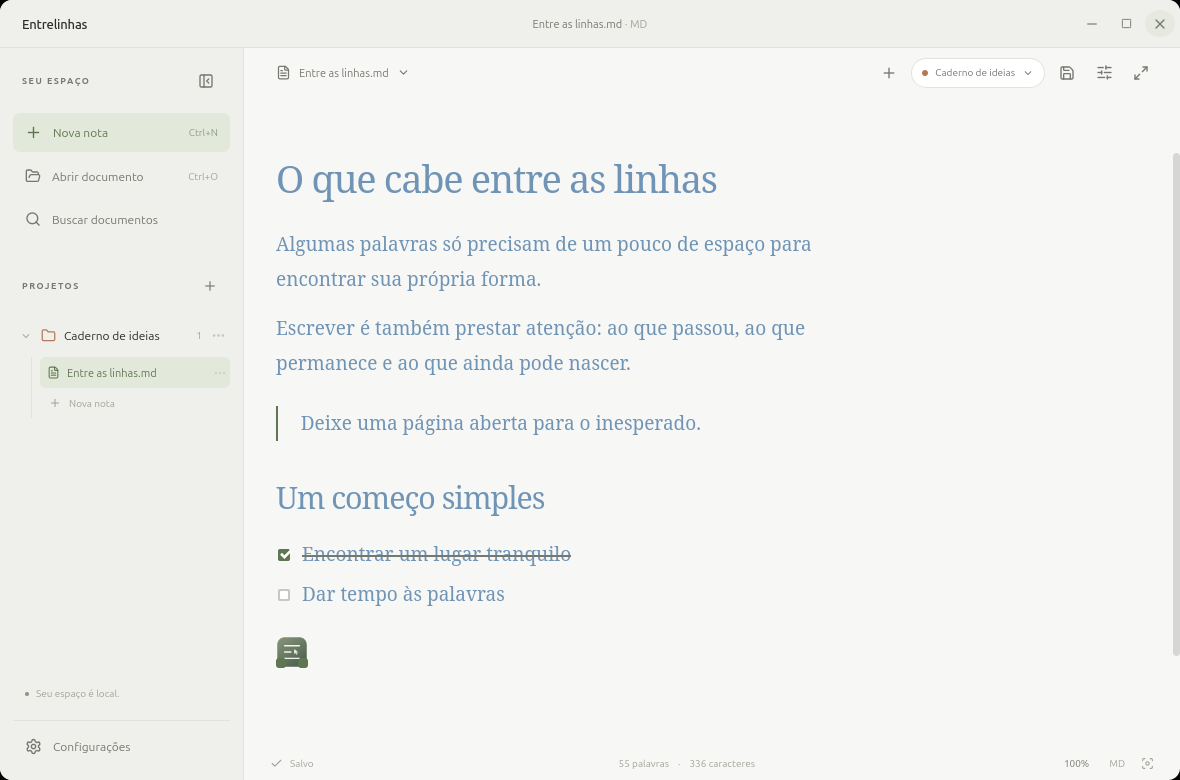 Entrelinhas
Entre as linhas.md · MD
SEU ESPAÇO
Nova nota Ctrl+N
Abrir documento Ctrl+O
Buscar documentos
PROJETOS
Caderno de ideias 1
Entre as linhas.md
Nova nota
Seu espaço é local.
Configurações
Entre as linhas.md
Caderno de ideias
O que cabe entre as linhas
Algumas palavras só precisam de um pouco de espaço para
encontrar sua própria forma.
Escrever é também prestar atenção: ao que passou, ao que
permanece e ao que ainda pode nascer.
Deixe uma página aberta para o inesperado.
Um começo simples
Encontrar um lugar tranquilo
Dar tempo às palavras
Salvo
55 palavras · 336 caracteres
100%
MD